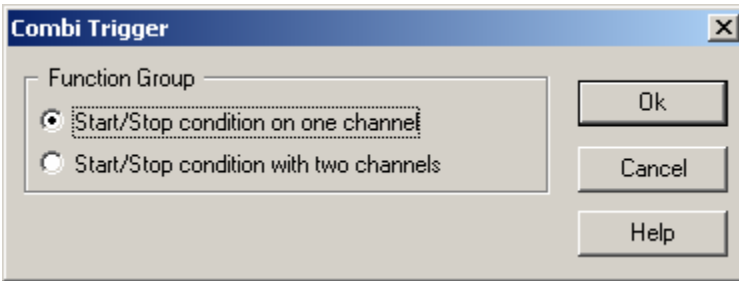 Combi Trigger
Function Group
Start/Stop condition on one channel
Start/Stop condition with two channels
Ok
Cancel
Help